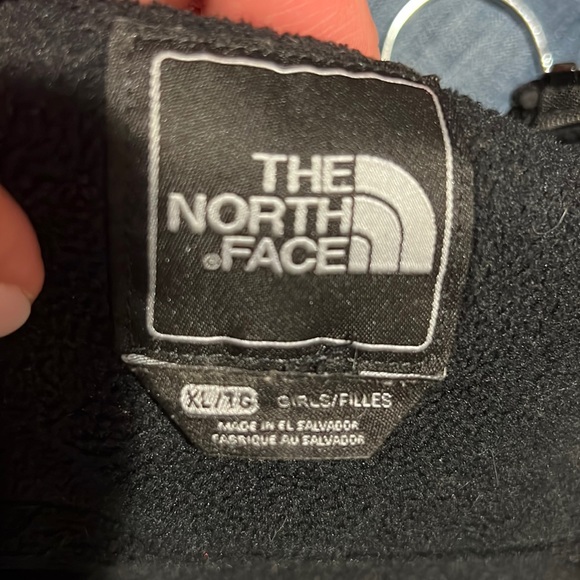 THE
NORTH
®FACE
XL/TG GIRLS/FILLES
MADE IN EL SALVADOR
FABRIQUE AU SALVADOR